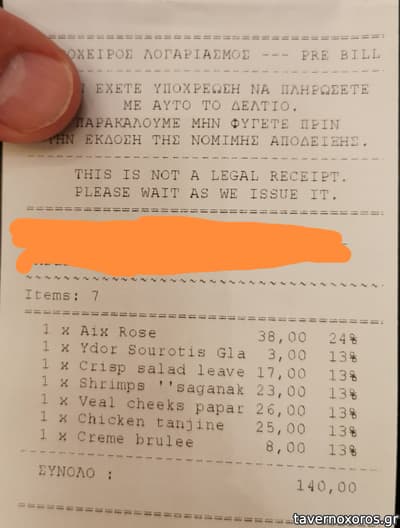 ΟΧΕΙΡΟΣ ΛΟΓΑΡΙΑΣΜΟΣ --- PRE BILL
ΕΧΕΤΕ ΥΠΟΧΡΕΩΣΗ ΝΑ ΠΛΗΡΩΣΕΤΕ
ΜΕ ΑΥΤΟ ΤΟ ΔΕΛΤΙΟ.
ΠΑΡΑΚΑΛΟΥΜΕ ΜΗΝ ΦΥΓΕΤΕ ΠΡΙΝ
ΤΗΝ ΕΚΔΟΣΗ ΤΗΣ ΝΟΜΙΜΗΣ ΑΠΟΔΕΙΞΗΣ.
THIS IS NOT A LEGAL RECEIPT.
PLEASE WAIT AS WE ISSUE IT.
Items: 7
1 x Aix Rose 38,00 24%
1 x Ydor Sourotis Gla 3,00 13%
1 x Crisp salad leave 17,00 13%
1 x Shrimps ''saganak 23,00 13%
1 x Veal cheeks papar 26,00 13%
1 x Chicken tanjine 25,00 13%
1 x Creme brulee 8,00 13%
ΣΥΝΟΛΟ : 140,00
tavernoxoros.gr